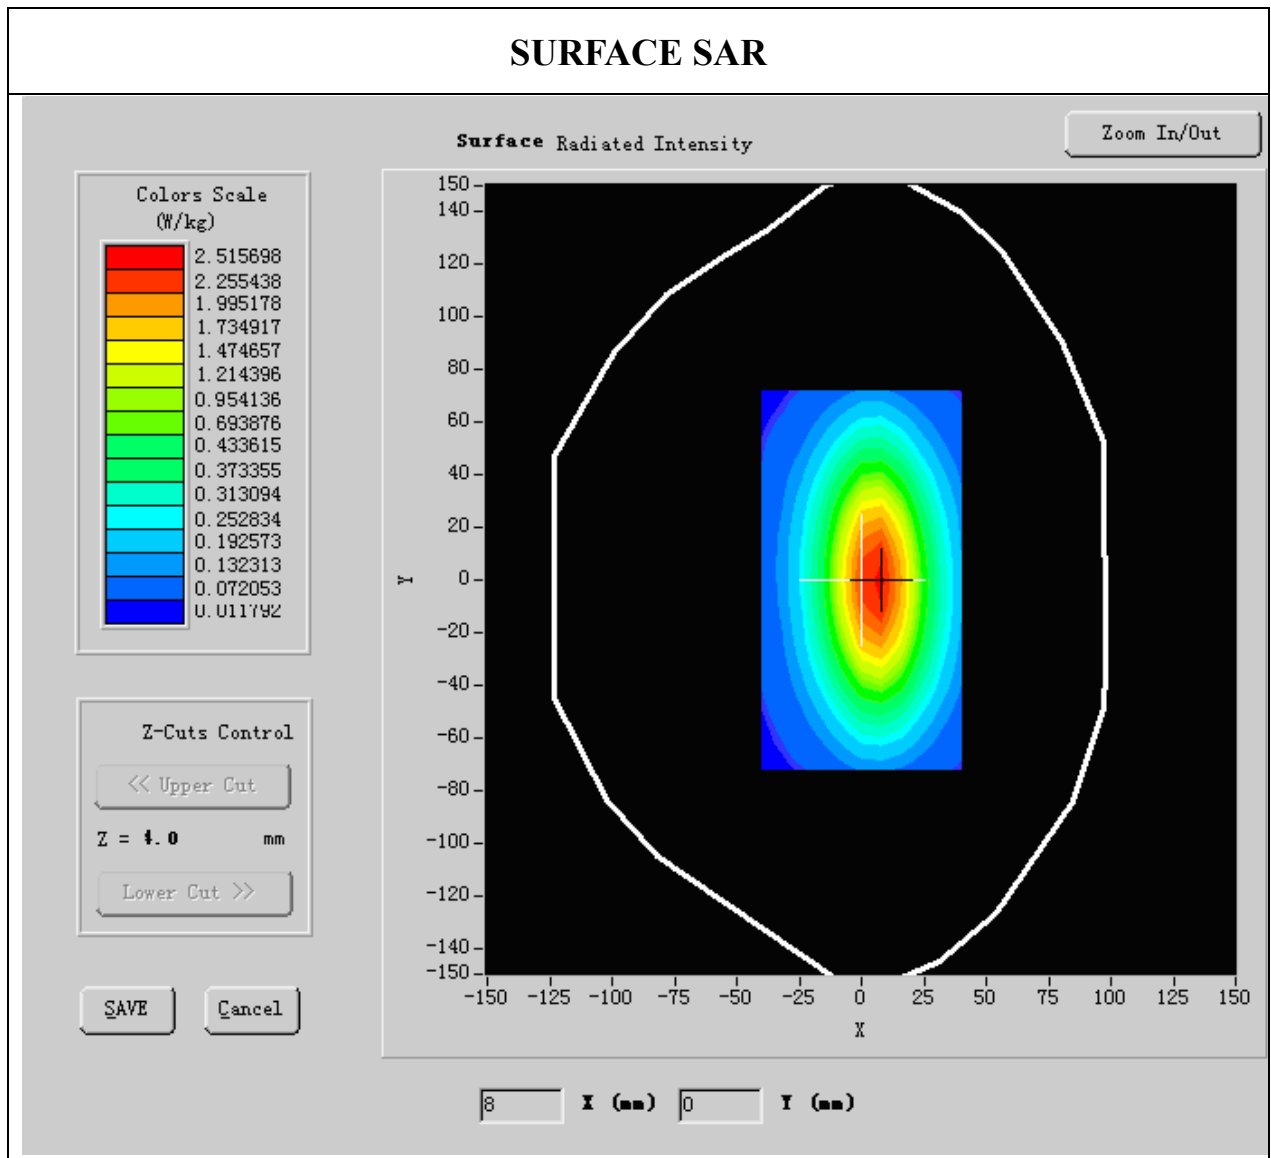 SURFACE SAR
Surface Radiated Intensity
Zoom In/Out
Colors Scale
(W/kg)
2.515698
2.255438
1.995178
1.734917
1.474657
1.214396
0.954136
0.693876
0.433615
0.373355
0.313094
0.252834
0.192573
0.132313
0.072053
0.011792
150
140
120
100
80
60
40
20
0
-20
-40
-60
-80
-100
-120
-140
-150
Y
-150 -125 -100 -75 -50 -25 0 25 50 75 100 125 150
X
Z-Cuts Control
<< Upper Cut
Z = 4.0 mm
Lower Cut >>
SAVE Cancel
8 X (mm) 0 Y (mm)